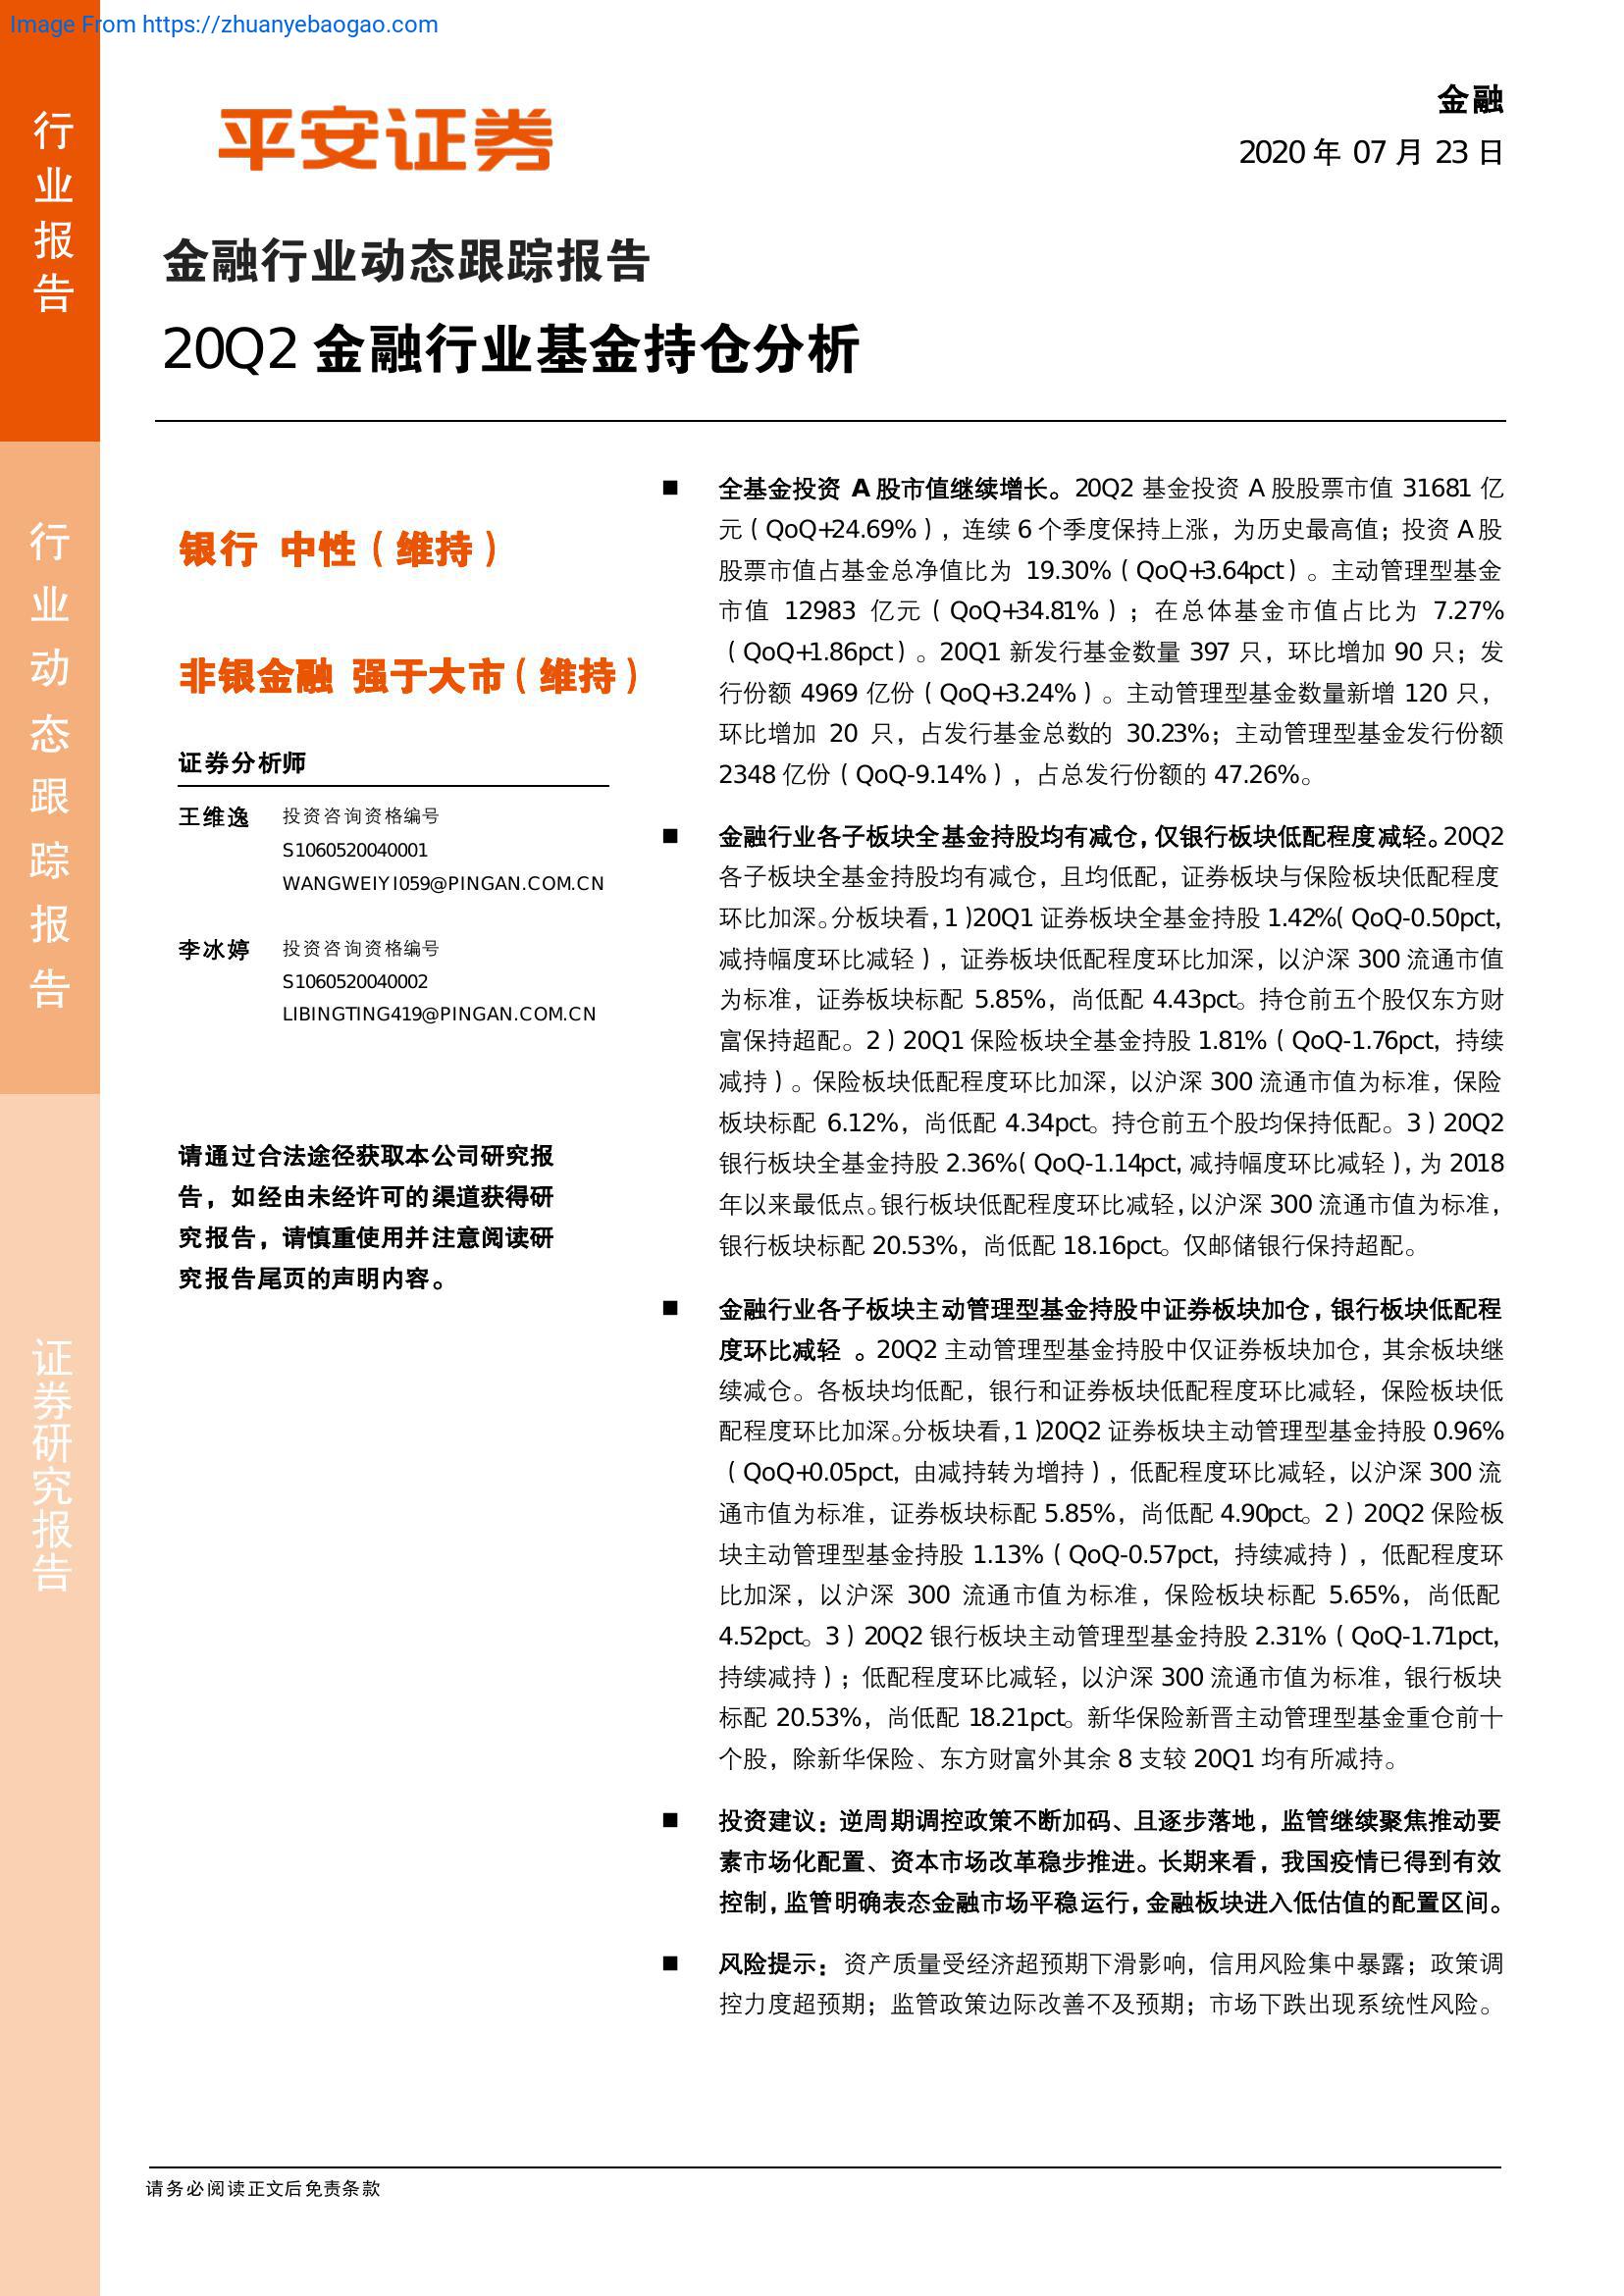 Image From https://zhuanyebaogao.com
行业报告
行业动态跟踪报告
证券研究报告
平安证券
金融
2020 年 07 月 23 日
金融行业动态跟踪报告
20Q2 金融行业基金持仓分析
银行 中性（维持）
非银金融 强于大市（维持）
证券分析师
王维逸 投资咨询资格编号
S1060520040001
WANGWEIYI059@PINGAN.COM.CN
李冰婷 投资咨询资格编号
S1060520040002
LIBINGTING419@PINGAN.COM.CN
请通过合法途径获取本公司研究报
告，如经由未经许可的渠道获得研
究报告，请慎重使用并注意阅读研
究报告尾页的声明内容。
■ 全基金投资 A 股市值继续增长。20Q2 基金投资 A 股股票市值 31681 亿
元（QoQ+24.69%），连续 6 个季度保持上涨，为历史最高值；投资 A 股
股票市值占基金总净值比为 19.30%（QoQ+3.64pct）。主动管理型基金
市值 12983 亿元（QoQ+34.81%）；在总体基金市值占比为 7.27%
（QoQ+1.86pct）。20Q1 新发行基金数量 397 只，环比增加 90 只；发
行份额 4969 亿份（QoQ+3.24%）。主动管理型基金数量新增 120 只，
环比增加 20 只，占发行基金总数的 30.23%；主动管理型基金发行份额
2348 亿份（QoQ-9.14%），占总发行份额的 47.26%。
■ 金融行业各子板块全基金持股均有减仓，仅银行板块低配程度减轻。20Q2
各子板块全基金持股均有减仓，且均低配，证券板块与保险板块低配程度
环比加深。分板块看，1）20Q1 证券板块全基金持股 1.42%（QoQ-0.50pct，
减持幅度环比减轻），证券板块低配程度环比加深，以沪深 300 流通市值
为标准，证券板块标配 5.85%，尚低配 4.43pct。持仓前五个股仅东方财
富保持超配。2）20Q1 保险板块全基金持股 1.81%（QoQ-1.76pct，持续
减持）。保险板块低配程度环比加深，以沪深 300 流通市值为标准，保险
板块标配 6.12%，尚低配 4.34pct。持仓前五个股均保持低配。3）20Q2
银行板块全基金持股 2.36%（QoQ-1.14pct，减持幅度环比减轻），为 2018
年以来最低点。银行板块低配程度环比减轻，以沪深 300 流通市值为标准，
银行板块标配 20.53%，尚低配 18.16pct。仅邮储银行保持超配。
■ 金融行业各子板块主动管理型基金持股中证券板块加仓，银行板块低配程
度环比减轻 。20Q2 主动管理型基金持股中仅证券板块加仓，其余板块继
续减仓。各板块均低配，银行和证券板块低配程度环比减轻，保险板块低
配程度环比加深。分板块看，1）20Q2 证券板块主动管理型基金持股 0.96%
（QoQ+0.05pct，由减持转为增持），低配程度环比减轻，以沪深 300 流
通市值为标准，证券板块标配 5.85%，尚低配 4.90pct。2）20Q2 保险板
块主动管理型基金持股 1.13%（QoQ-0.57pct，持续减持），低配程度环
比加深，以沪深 300 流通市值为标准，保险板块标配 5.65%，尚低配
4.52pct。3）20Q2 银行板块主动管理型基金持股 2.31%（QoQ-1.71pct，
持续减持）；低配程度环比减轻，以沪深 300 流通市值为标准，银行板块
标配 20.53%，尚低配 18.21pct。新华保险新晋主动管理型基金重仓前十
个股，除新华保险、东方财富外其余 8 支较 20Q1 均有所减持。
■ 投资建议：逆周期调控政策不断加码、且逐步落地，监管继续聚焦推动要
素市场化配置、资本市场改革稳步推进。长期来看，我国疫情已得到有效
控制，监管明确表态金融市场平稳运行，金融板块进入低估值的配置区间。
■ 风险提示：资产质量受经济超预期下滑影响，信用风险集中暴露；政策调
控力度超预期；监管政策边际改善不及预期；市场下跌出现系统性风险。
请务必阅读正文后免责条款